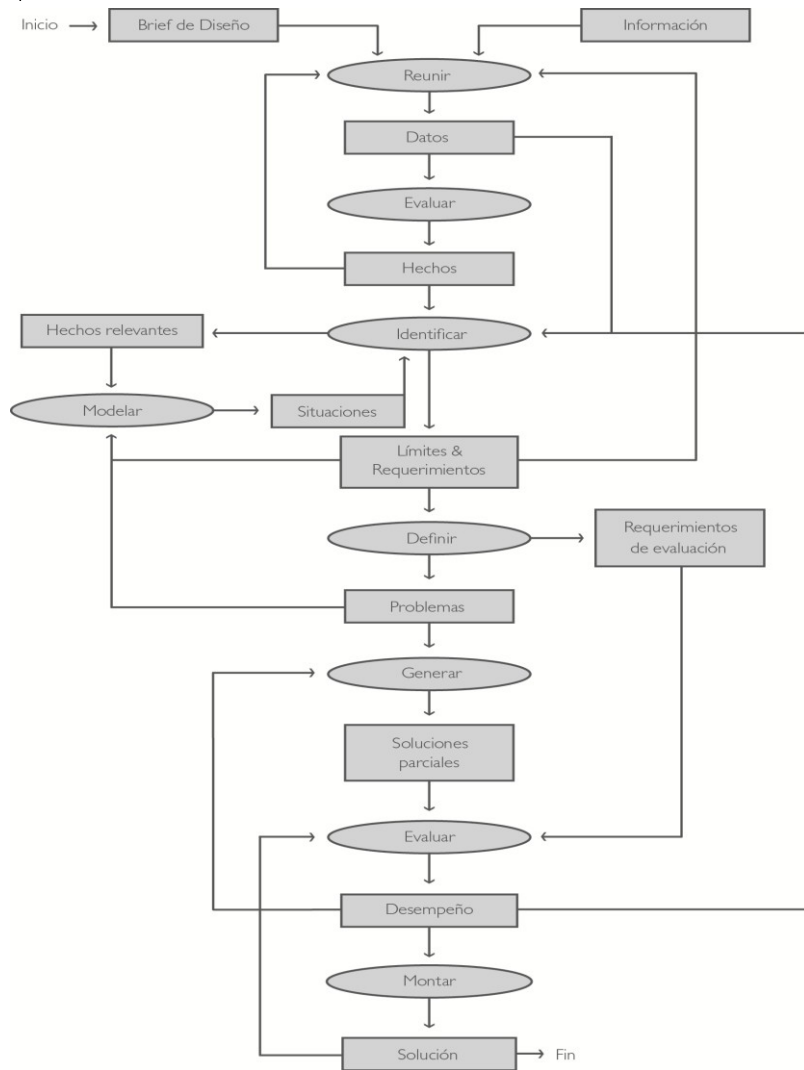 Inicio
Brief de Diseño
Información
Reunir
Datos
Evaluar
Hechos
Hechos relevantes
Identificar
Modelar
Situaciones
Límites &
Requerimientos
Definir
Requerimientos
de evaluación
Problemas
Generar
Soluciones
parciales
Evaluar
Desempeño
Montar
Solución
Fin